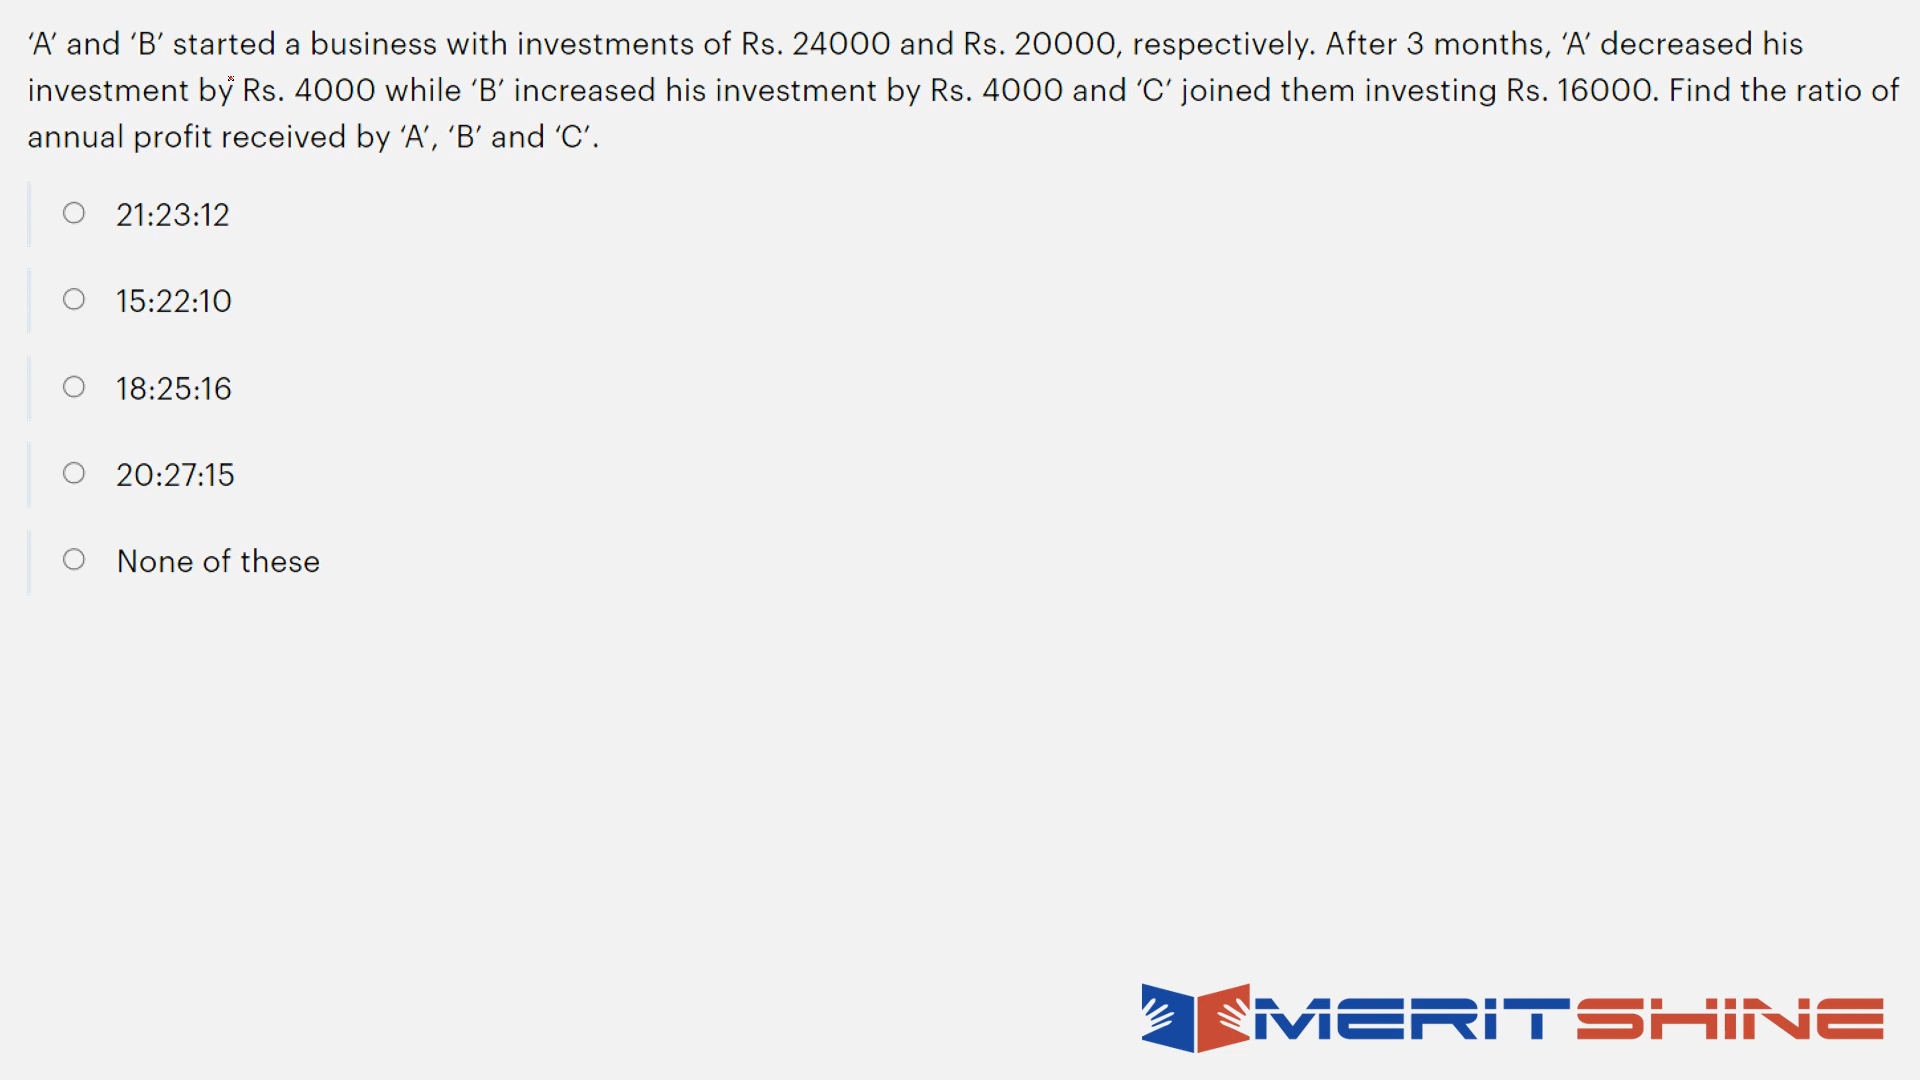 ‘A’ and ‘B’ started a business with investments of Rs. 24000 and Rs. 20000, respectively. After 3 months, ‘A’ decreased his
investment by Rs. 4000 while ‘B’ increased his investment by Rs. 4000 and ‘C’ joined them investing Rs. 16000. Find the ratio of
annual profit received by ‘A’, ‘B’ and ‘C’.
21:23:12
15:22:10
18:25:16
20:27:15
None of these
MERITSHINE